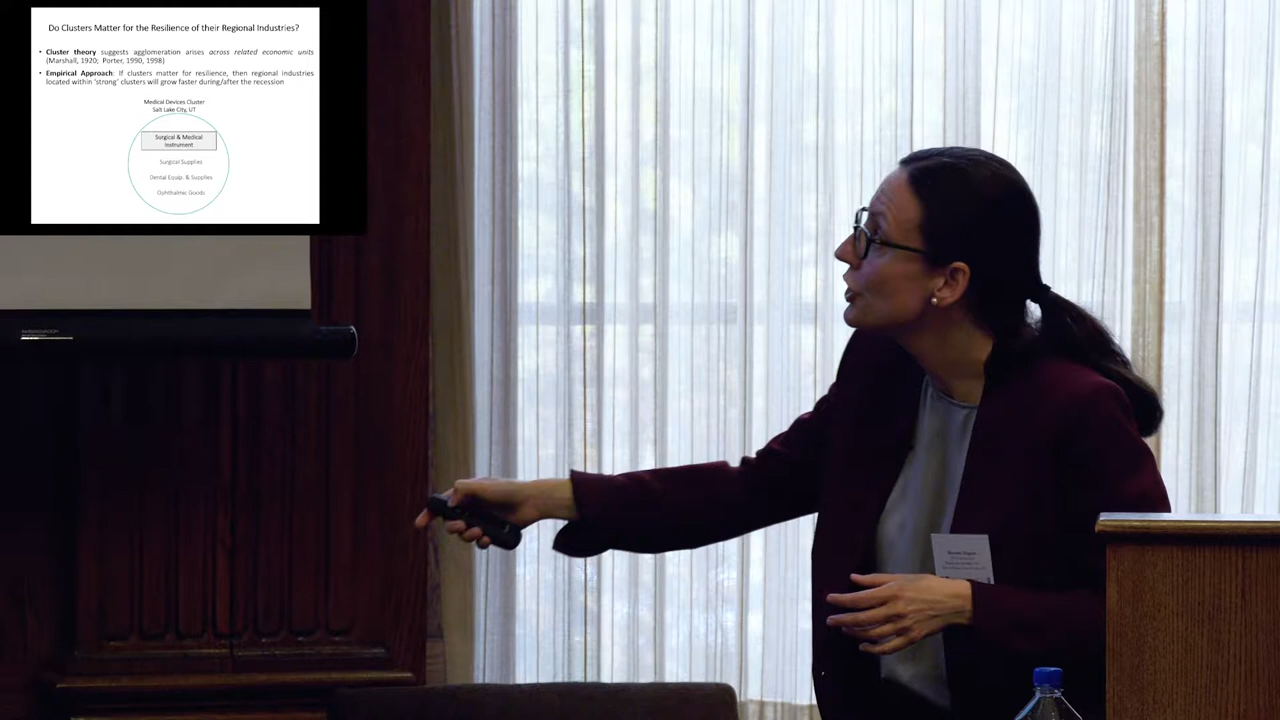 Do Clusters Matter for the Resilience of their Regional Industries?
• Cluster theory suggests agglomeration arises across related economic units
(Marshall, 1920; Porter, 1990, 1998)
• Empirical Approach: If clusters matter for resilience, then regional industries
located within 'strong' clusters will grow faster during/after the recession
Medical Devices Cluster
Salt Lake City, UT
Surgical & Medical
Instrument
Surgical Supplies
Dental Equip. & Supplies
Ophthalmic Goods